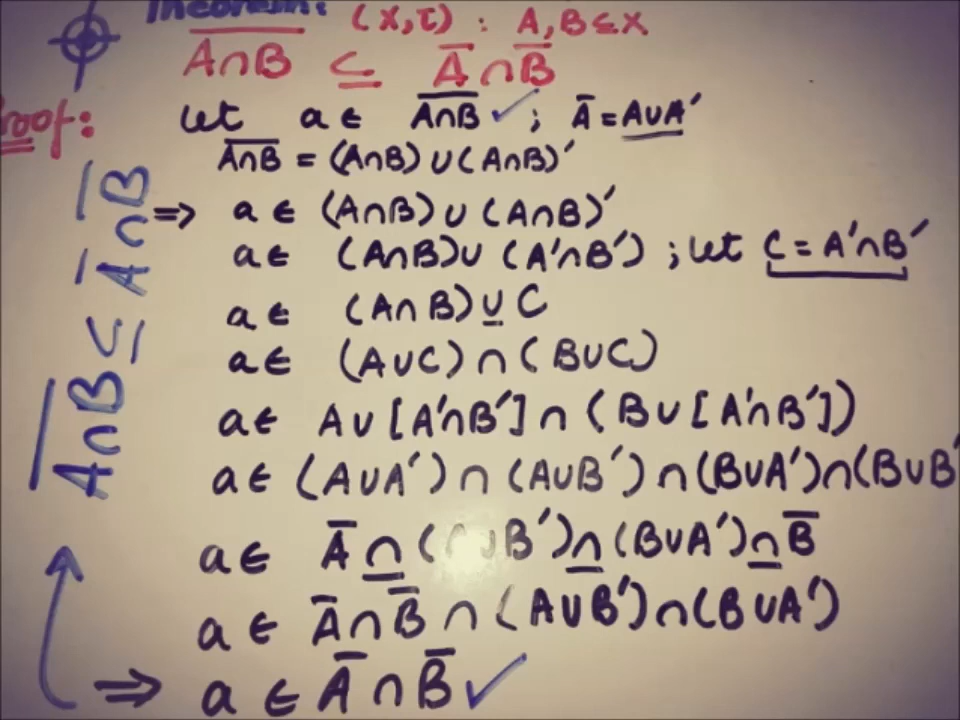 Theorem: (X,τ) : A,B⊆X
A̅∩̅B̅ ⊆ A̅∩B̅
Proof: Let a ∈ A̅∩̅B̅ ✓ ; A̅ = A∪A′
A̅∩̅B̅ = (A∩B)∪(A∩B)′
⇒ a ∈ (A∩B)∪(A∩B)′
a ∈ (A∩B)∪(A′∩B′) ; Let C = A′∩B′
a ∈ (A∩B)∪C
a ∈ (A∪C)∩(B∪C)
a ∈ A∪[A′∩B′]∩(B∪[A′∩B′])
a ∈ (A∪A′)∩(A∪B′)∩(B∪A′)∩(B∪B′
a ∈ A̅∩( ∪B′)∩(B∪A′)∩B̅
a ∈ A̅∩B̅∩(A∪B′)∩(B∪A′)
⇒ a ∈ A̅∩B̅ ✓
A̅∩̅B̅ ⊆ A̅∩B̅